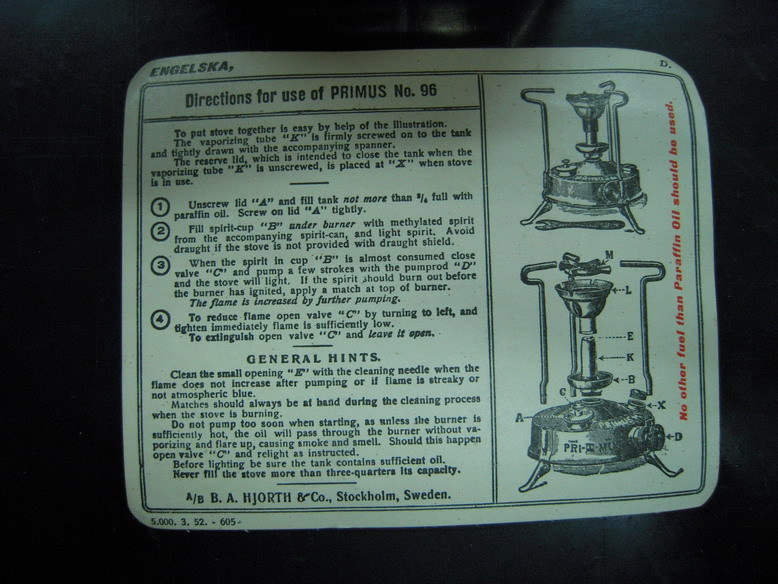 ENGELSKA,
D.
Directions for use of PRIMUS No. 96
To put stove together is easy by help of the illustration.
The vaporizing tube "K" is firmly screwed on to the tank
and tightly drawn with the accompanying spanner.
The reserve lid, which is intended to close the tank when the
vaporizing tube "K" is unscrewed, is placed at "X" when stove
is in use.
1 Unscrew lid "A" and fill tank not more than 3/4 full with
paraffin oil. Screw on lid "A" tightly.
2 Fill spirit-cup "B" under burner with methylated spirit
from the accompanying spirit-can, and light spirit. Avoid
draught if the stove is not provided with draught shield.
3 When the spirit in cup "B" is almost consumed close
valve "C" and pump a few strokes with the pumprod "D"
and the stove will light. If the spirit should burn out before
the burner has ignited, apply a match at top of burner.
The flame is increased by further pumping.
4 To reduce flame open valve "C" by turning to left, and
tighten immediately flame is sufficiently low.
To extinguish open valve "C" and leave it open.
GENERAL HINTS.
Clean the small opening "E" with the cleaning needle when the
flame does not increase after pumping or if flame is streaky or
not atmospheric blue.
Matches should always be at hand during the cleaning process
when the stove is burning.
Do not pump too soon when starting, as unless the burner is
sufficiently hot, the oil will pass through the burner without va-
porizing and flare up, causing smoke and smell. Should this happen
open valve "C" and relight as instructed.
Before lighting be sure the tank contains sufficient oil.
Never fill the stove more than three-quarters its capacity.
A/B B. A. HJORTH & Co., Stockholm, Sweden.
5.000. 3. 52. - 605-
M
L
E
K
B
C
X
A
D
PRIMUS
No other fuel than Paraffin Oil should be used.